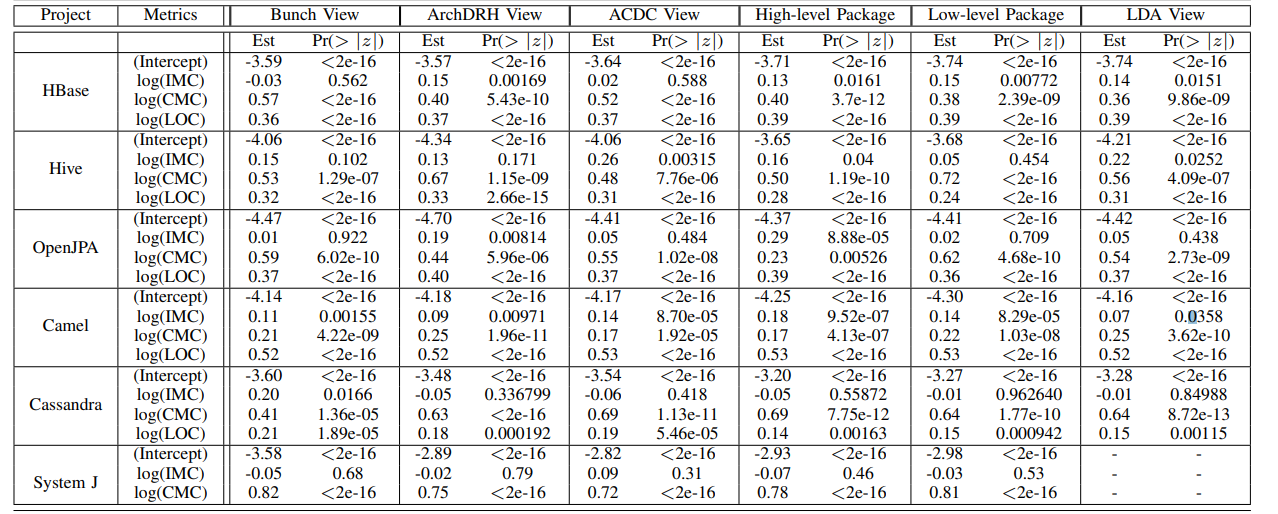 Project Metrics Bunch View ArchDRH View ACDC View High-level Package Low-level Package LDA View
Est Pr(> |z|) Est Pr(> |z|) Est Pr(> |z|) Est Pr(> |z|) Est Pr(> |z|) Est Pr(> |z|)
(Intercept) -3.59 <2e-16 -3.57 <2e-16 -3.64 <2e-16 -3.71 <2e-16 -3.74 <2e-16 -3.74 <2e-16
log(IMC) -0.03 0.562 0.15 0.00169 0.02 0.588 0.13 0.0161 0.15 0.00772 0.14 0.0151
HBase
log(CMC) 0.57 <2e-16 0.40 5.43e-10 0.52 <2e-16 0.40 3.7e-12 0.38 2.39e-09 0.36 9.86e-09
log(LOC) 0.36 <2e-16 0.37 <2e-16 0.37 <2e-16 0.39 <2e-16 0.39 <2e-16 0.39 <2e-16
(Intercept) -4.06 <2e-16 -4.34 <2e-16 -4.06 <2e-16 -3.65 <2e-16 -3.68 <2e-16 -4.21 <2e-16
log(IMC) 0.15 0.102 0.13 0.171 0.26 0.00315 0.16 0.04 0.05 0.454 0.22 0.0252
Hive
log(CMC) 0.53 1.29e-07 0.67 1.15e-09 0.48 7.76e-06 0.50 1.19e-10 0.72 <2e-16 0.56 4.09e-07
log(LOC) 0.32 <2e-16 0.33 2.66e-15 0.31 <2e-16 0.28 <2e-16 0.24 <2e-16 0.31 <2e-16
(Intercept) -4.47 <2e-16 -4.70 <2e-16 -4.41 <2e-16 -4.37 <2e-16 -4.41 <2e-16 -4.42 <2e-16
log(IMC) 0.01 0.922 0.19 0.00814 0.05 0.484 0.29 8.88e-05 0.02 0.709 0.05 0.438
OpenJPA
log(CMC) 0.59 6.02e-10 0.44 5.96e-06 0.55 1.02e-08 0.23 0.00526 0.62 4.68e-10 0.54 2.73e-09
log(LOC) 0.37 <2e-16 0.40 <2e-16 0.37 <2e-16 0.39 <2e-16 0.36 <2e-16 0.37 <2e-16
(Intercept) -4.14 <2e-16 -4.18 <2e-16 -4.17 <2e-16 -4.25 <2e-16 -4.30 <2e-16 -4.16 <2e-16
log(IMC) 0.11 0.00155 0.09 0.00971 0.14 8.70e-05 0.18 9.52e-07 0.14 8.29e-05 0.07 0.0358
Camel
log(CMC) 0.21 4.22e-09 0.25 1.96e-11 0.17 1.92e-05 0.17 4.13e-07 0.22 1.03e-08 0.25 3.62e-10
log(LOC) 0.52 <2e-16 0.52 <2e-16 0.53 <2e-16 0.53 <2e-16 0.53 <2e-16 0.52 <2e-16
(Intercept) -3.60 <2e-16 -3.48 <2e-16 -3.54 <2e-16 -3.20 <2e-16 -3.27 <2e-16 -3.28 <2e-16
log(IMC) 0.20 0.0166 -0.05 0.336799 -0.06 0.418 -0.05 0.55872 -0.01 0.962640 -0.01 0.84988
Cassandra
log(CMC) 0.41 1.36e-05 0.63 <2e-16 0.69 1.13e-11 0.69 7.75e-12 0.64 1.77e-10 0.64 8.72e-13
log(LOC) 0.21 1.89e-05 0.18 0.000192 0.19 5.46e-05 0.14 0.00163 0.15 0.000942 0.15 0.00115
(Intercept) -3.58 <2e-16 -2.89 <2e-16 -2.82 <2e-16 -2.93 <2e-16 -2.98 <2e-16 - -
log(IMC) -0.05 0.68 -0.02 0.79 0.09 0.31 -0.07 0.46 -0.03 0.53 - -
System J
log(CMC) 0.82 <2e-16 0.75 <2e-16 0.72 <2e-16 0.78 <2e-16 0.81 <2e-16 - -